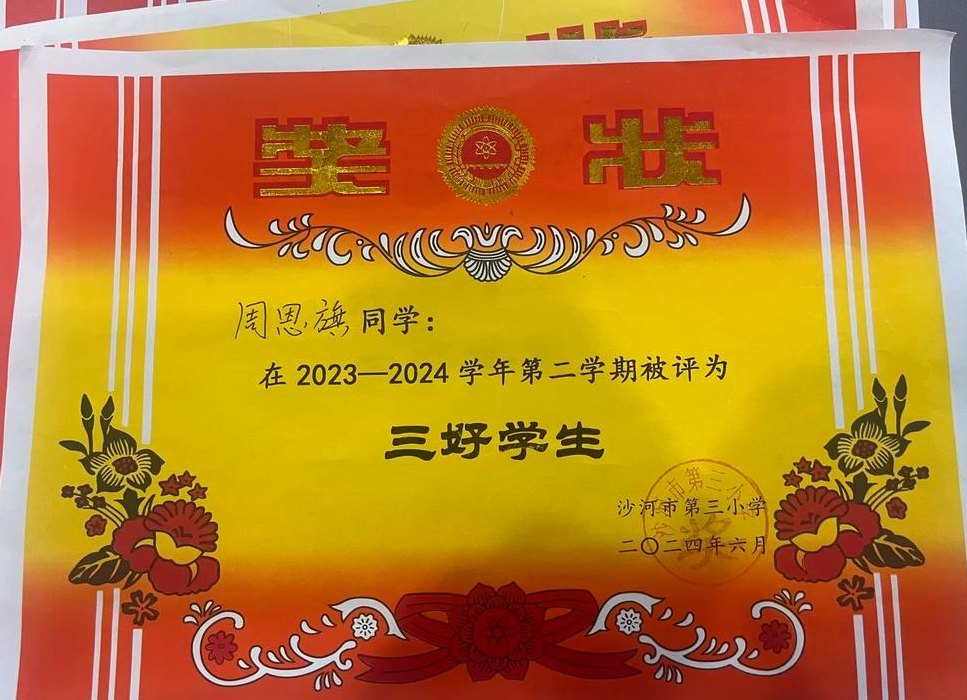 奖 状
周恩旗同学：
在2023—2024学年第二学期被评为
三好学生
沙河市第三小学
二〇二四年六月